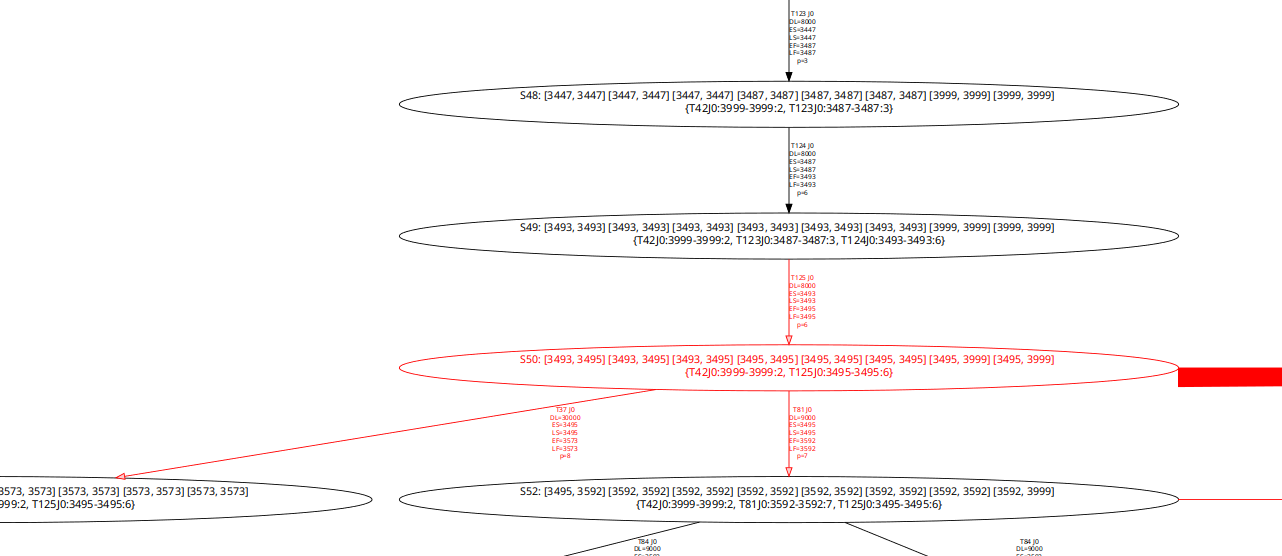 T123 J0
DL=8000
ES=3447
LS=3447
EF=3487
LF=3487
p=3
S48: [3447, 3447] [3447, 3447] [3447, 3447] [3487, 3487] [3487, 3487] [3487, 3487] [3999, 3999] [3999, 3999]
{T42J0:3999-3999:2, T123J0:3487-3487:3}
T124 J0
DL=8000
ES=3487
LS=3487
EF=3493
LF=3493
p=6
S49: [3493, 3493] [3493, 3493] [3493, 3493] [3493, 3493] [3493, 3493] [3493, 3493] [3999, 3999] [3999, 3999]
{T42J0:3999-3999:2, T123J0:3487-3487:3, T124J0:3493-3493:6}
T125 J0
DL=8000
ES=3493
LS=3493
EF=3495
LF=3495
p=6
S50: [3493, 3495] [3493, 3495] [3493, 3495] [3495, 3495] [3495, 3495] [3495, 3495] [3495, 3999] [3495, 3999]
{T42J0:3999-3999:2, T125J0:3495-3495:6}
T37 J0
DL=30000
ES=3495
LS=3495
EF=3573
LF=3573
p=8
T81 J0
DL=9000
ES=3495
LS=3495
EF=3592
LF=3592
p=7
3573, 3573] [3573, 3573] [3573, 3573] [3573, 3573]
999:2, T125J0:3495-3495:6}
S52: [3495, 3592] [3592, 3592] [3592, 3592] [3592, 3592] [3592, 3592] [3592, 3592] [3592, 3592] [3592, 3999]
{T42J0:3999-3999:2, T81J0:3592-3592:7, T125J0:3495-3495:6}
T84 J0
DL=9000
T84 J0
DL=9000